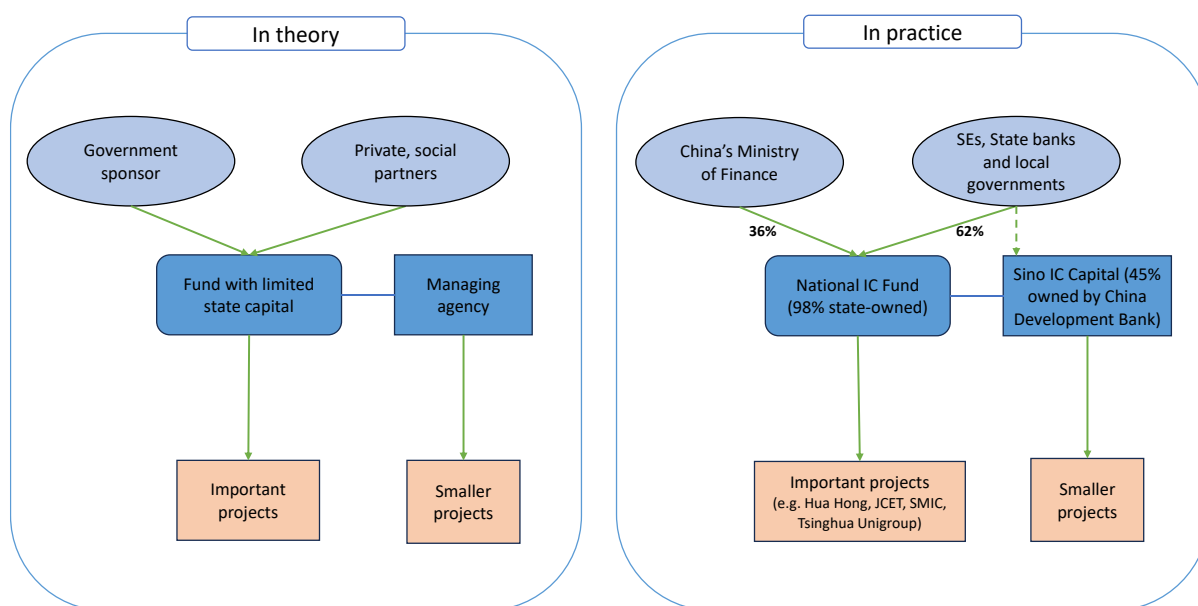 In theory
Government
sponsor
Private, social
partners
Fund with limited
state capital
Managing
agency
Important
projects
Smaller
projects
In practice
China's Ministry
of Finance
SEs, State banks
and local
governments
36%
62%
National IC Fund
(98% state-owned)
Sino IC Capital (45%
owned by China
Development Bank)
Important projects
(e.g. Hua Hong, JCET, SMIC,
Tsinghua Unigroup)
Smaller
projects